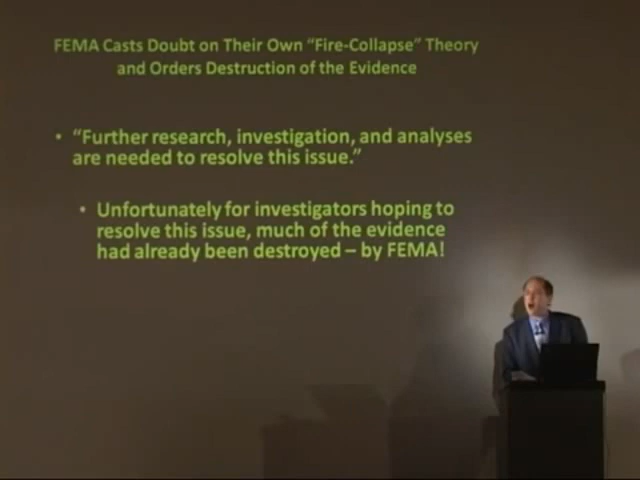 FEMA Casts Doubt on Their Own “Fire-Collapse” Theory
and Orders Destruction of the Evidence
• “Further research, investigation, and analyses
are needed to resolve this issue.”
• Unfortunately for investigators hoping to
resolve this issue, much of the evidence
had already been destroyed – by FEMA!